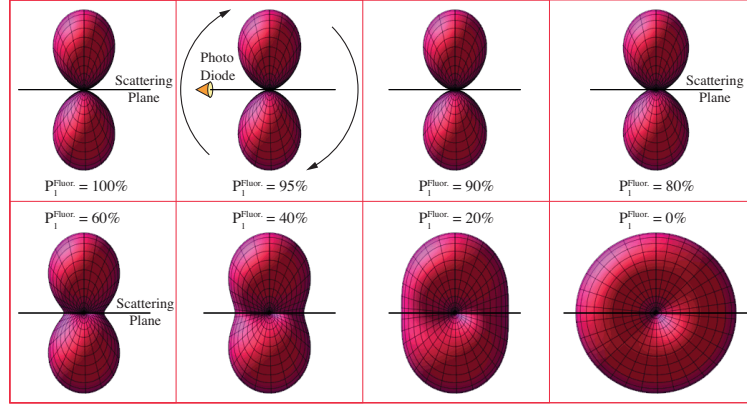 Scattering
Plane
P₁^Fluor. = 100%
Photo
Diode
P₁^Fluor. = 95%
P₁^Fluor. = 90%
Scattering
Plane
P₁^Fluor. = 80%
P₁^Fluor. = 60%
Scattering
Plane
P₁^Fluor. = 40%
P₁^Fluor. = 20%
P₁^Fluor. = 0%